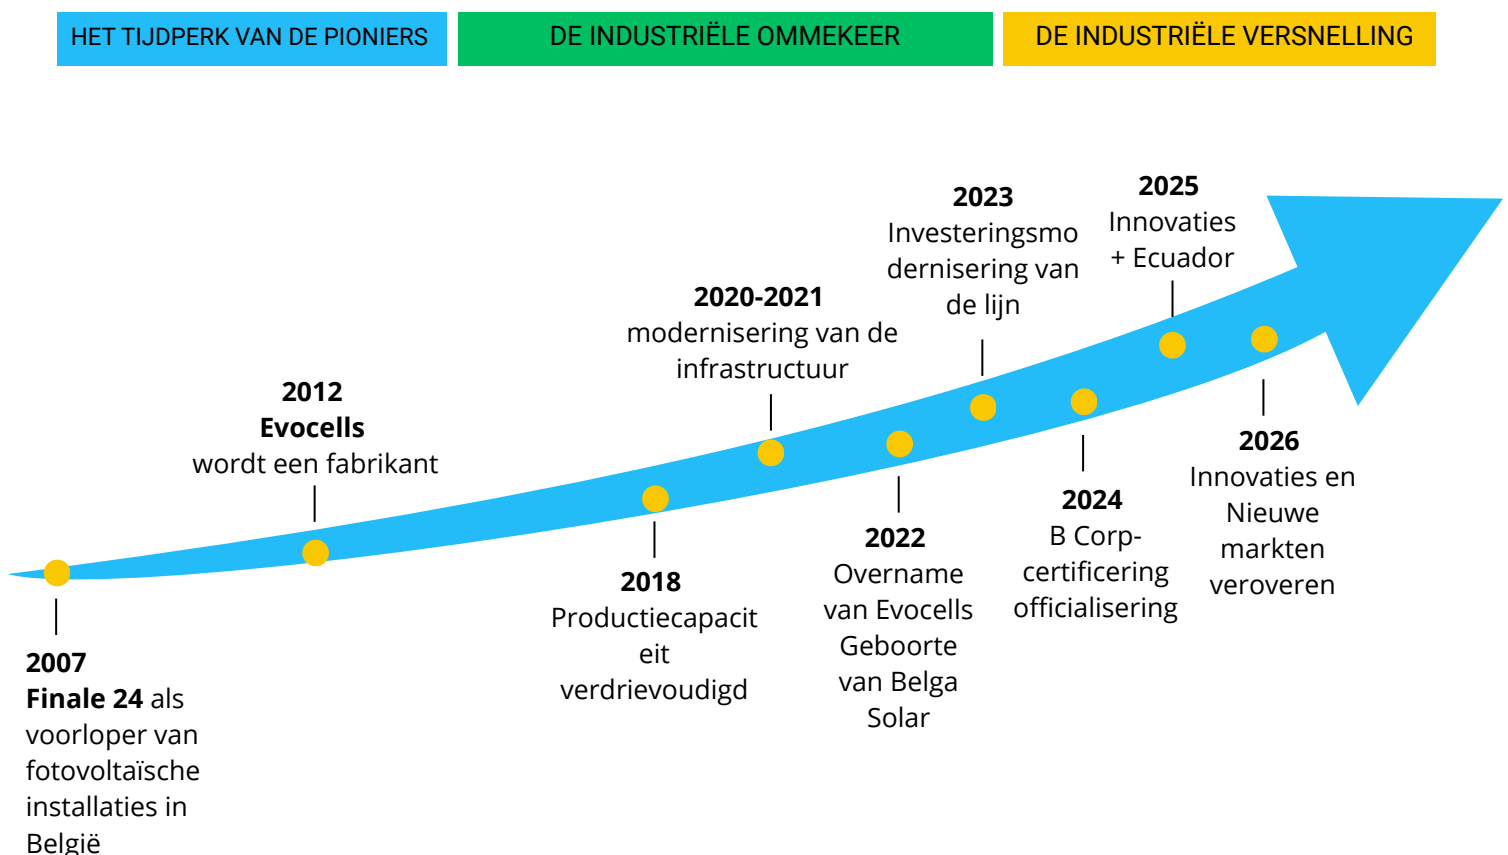 HET TIJDPERK VAN DE PIONIERS
DE INDUSTRIËLE OMMEKEER
DE INDUSTRIËLE VERSNELLING
2007
Finale 24 als
voorloper van
fotovoltaïsche
installaties in
België
2012
Evocells
wordt een fabrikant
2018
Productiecapacit
eit
verdrievoudigd
2020-2021
modernisering van de
infrastructuur
2022
Overname
van Evocells
Geboorte
van Belga
Solar
2023
Investeringsmo
dernisering van
de lijn
2024
B Corp-
certificering
officialisering
2025
Innovaties
+ Ecuador
2026
Innovaties en
Nieuwe
markten
veroveren